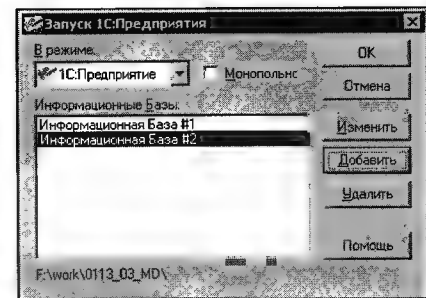 Запуск 1С:Предприятия
В режиме:
1С:Предприятие
Монопольнс
Информационные Базы:
Информационная База #1
Информационная База #2
F:\work\0113_03_MD\
OK
Отмена
Изменить
Добавить
Удалить
Помощь